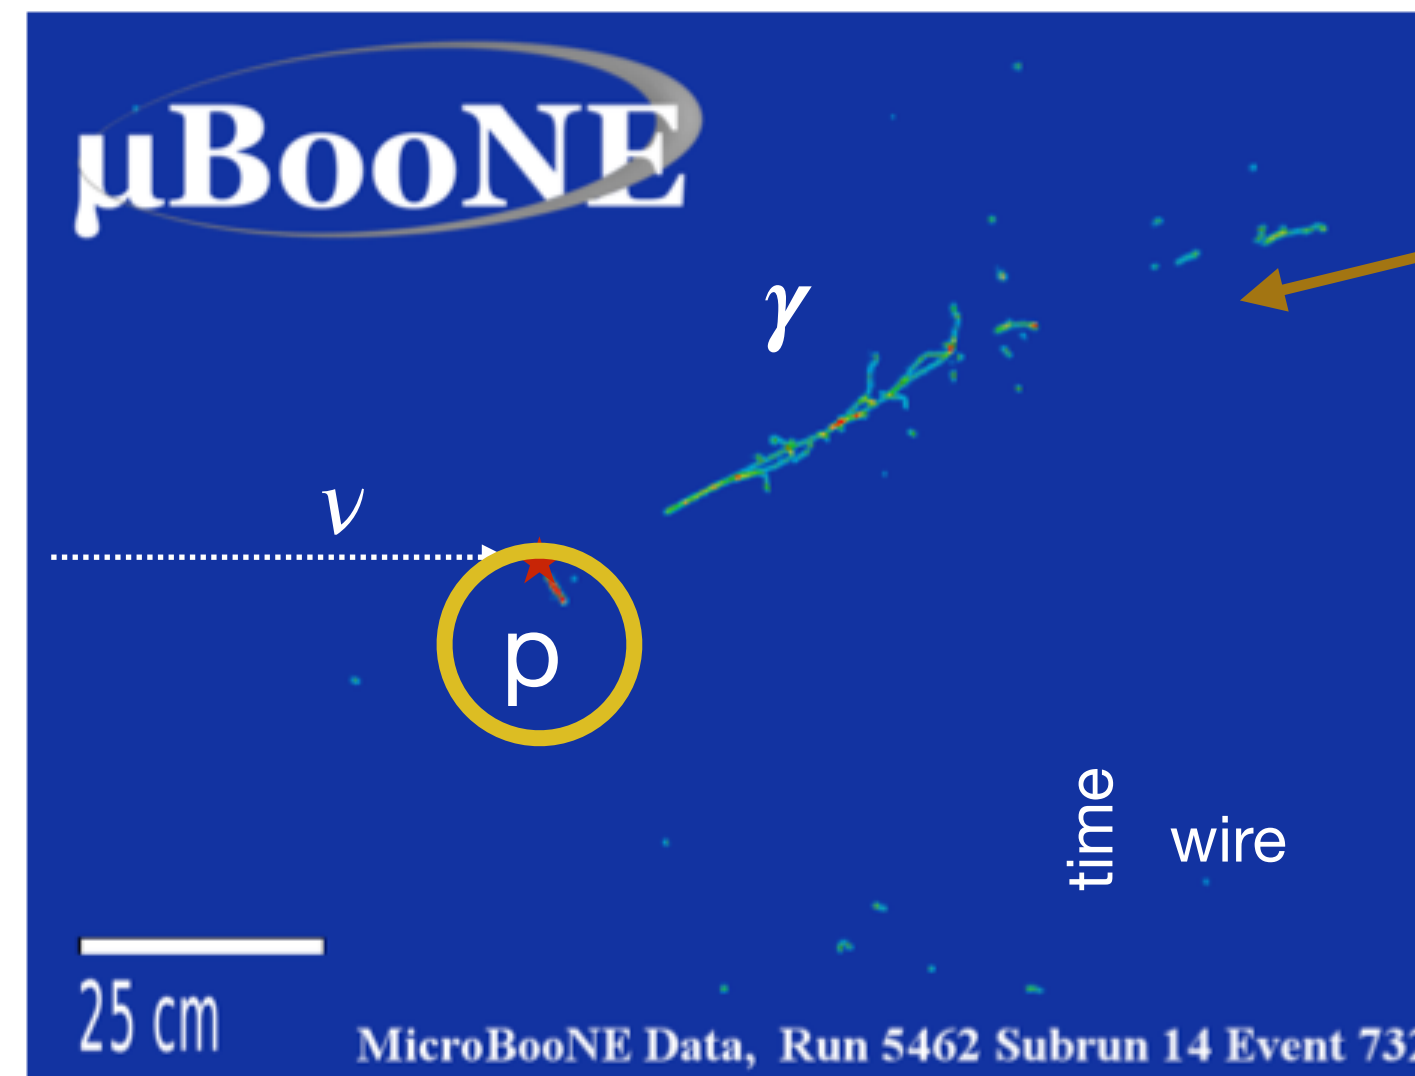 μBooNE
γ
ν
p
time
wire
25 cm
MicroBooNE Data, Run 5462 Subrun 14 Event